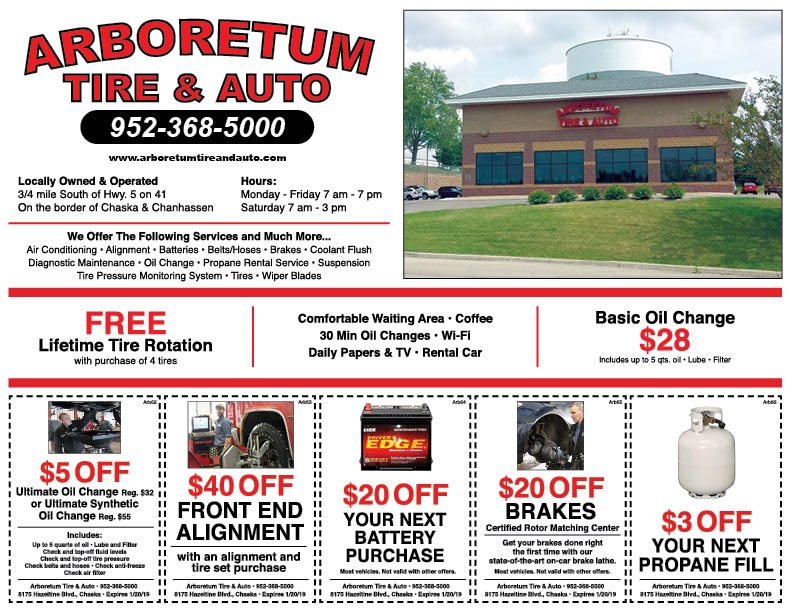 ARBORETUM
TIRE & AUTO
952-368-5000
www.arboretumtireandauto.com
Locally Owned & Operated
3/4 mile South of Hwy. 5 on 41
On the border of Chaska & Chanhassen
Hours:
Monday - Friday 7 am - 7 pm
Saturday 7 am - 3 pm
We Offer The Following Services and Much More...
Air Conditioning • Alignment • Batteries • Belts/Hoses • Brakes • Coolant Flush
Diagnostic Maintenance • Oil Change • Propane Rental Service • Suspension
Tire Pressure Monitoring System • Tires • Wiper Blades
ARBORETUM
TIRE & AUTO
FREE
Lifetime Tire Rotation
with purchase of 4 tires
Comfortable Waiting Area • Coffee
30 Min Oil Changes • Wi-Fi
Daily Papers & TV • Rental Car
Basic Oil Change
$28
Includes up to 5 qts. oil • Lube • Filter
Arb62
$5 OFF
Ultimate Oil Change Reg. $32
or Ultimate Synthetic
Oil Change Reg. $55
Includes:
Up to 5 quarts of oil • Lube and Filter
Check and top-off fluid levels
Check and top-off tire pressure
Check belts and hoses • Check anti-freeze
Check air filter
Arboretum Tire & Auto • 952-368-5000
8175 Hazeltine Blvd., Chaska • Expires 1/20/19
Arb63
$40 OFF
FRONT END
ALIGNMENT
with an alignment and
tire set purchase
Arboretum Tire & Auto • 952-368-5000
8175 Hazeltine Blvd., Chaska • Expires 1/20/19
Arb64
EXIDE
MAINTENANCE FREE
DRIVER'S
EDGE
$20 OFF
YOUR NEXT
BATTERY
PURCHASE
Most vehicles. Not valid with other offers.
Arboretum Tire & Auto • 952-368-5000
8175 Hazeltine Blvd., Chaska • Expires 1/20/19
Arb65
$20 OFF
BRAKES
Certified Rotor Matching Center
Get your brakes done right
the first time with our
state-of-the-art on-car brake lathe.
Most vehicles. Not valid with other offers.
Arboretum Tire & Auto • 952-368-5000
8175 Hazeltine Blvd., Chaska • Expires 1/20/19
Arb66
$3 OFF
YOUR NEXT
PROPANE FILL
Arboretum Tire & Auto • 952-368-5000
8175 Hazeltine Blvd., Chaska • Expires 1/20/19